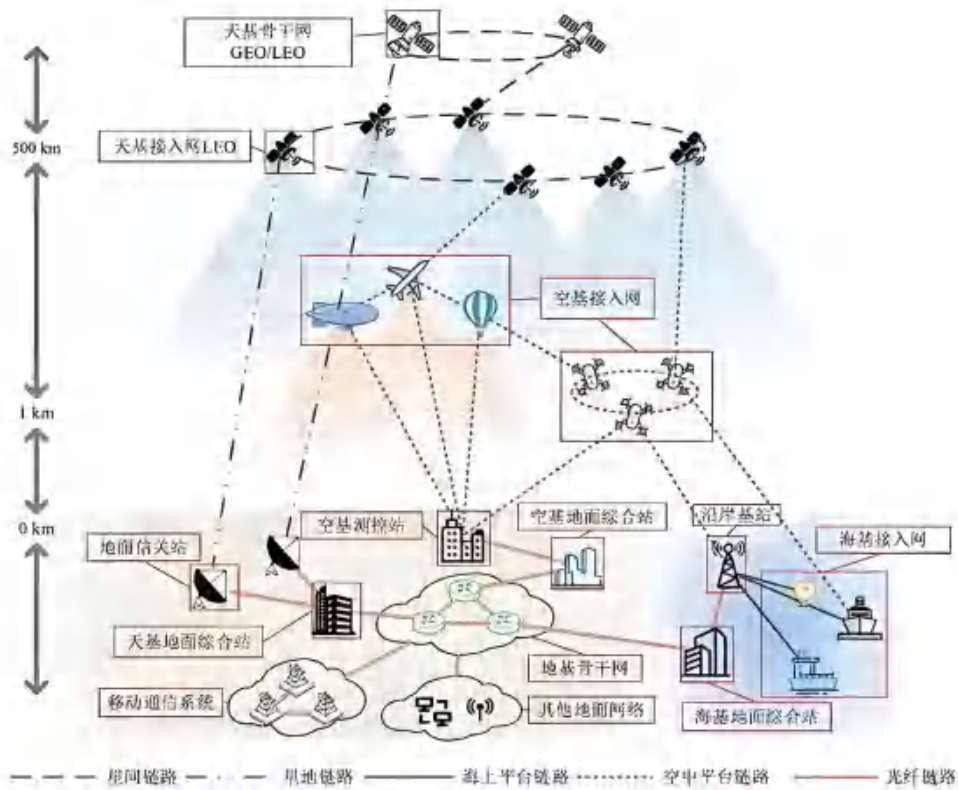 天基骨干网
GEO/LEO
500 km
天基接入网LEO
空基接入网
1 km
0 km
空基测控站
空基地面综合站
沿岸基站
海基接入网
地面信关站
天基地面综合站
地基骨干网
移动通信系统
其他地面网络
海基地面综合站
星间链路
星地链路
海上平台链路
空中平台链路
光纤链路